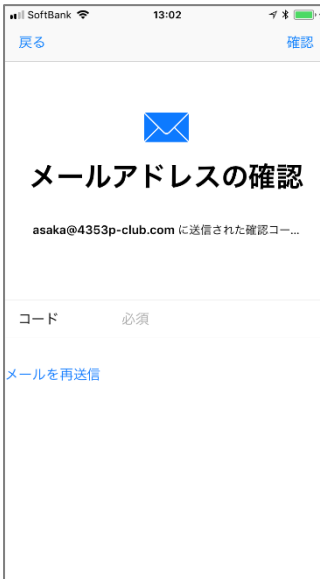 SoftBank 13:02
戻る 確認
メールアドレスの確認
asaka@4353p-club.com に送信された確認コー...
コード 必須
メールを再送信